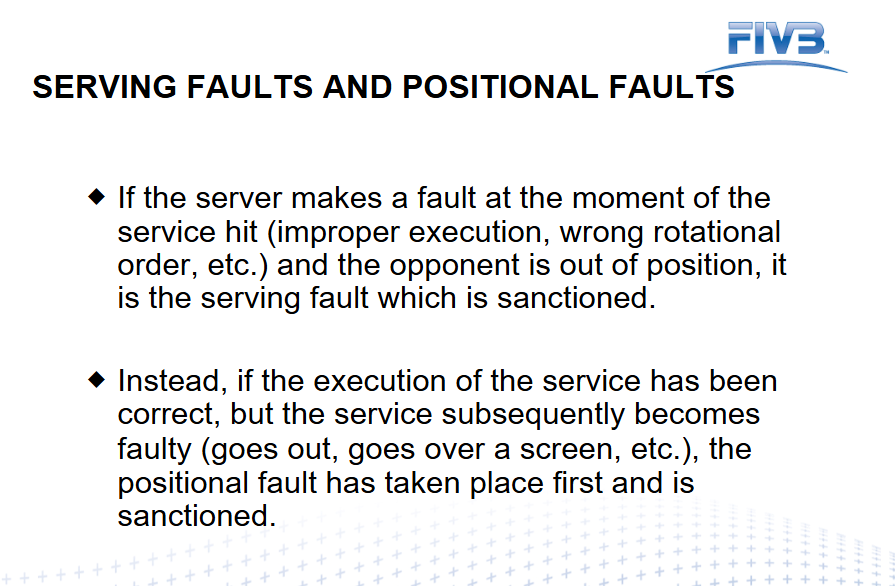 FIVB
SERVING FAULTS AND POSITIONAL FAULTS
If the server makes a fault at the moment of the
service hit (improper execution, wrong rotational
order, etc.) and the opponent is out of position, it
is the serving fault which is sanctioned.
Instead, if the execution of the service has been
correct, but the service subsequently becomes
faulty (goes out, goes over a screen, etc.), the
positional fault has taken place first and is
sanctioned.